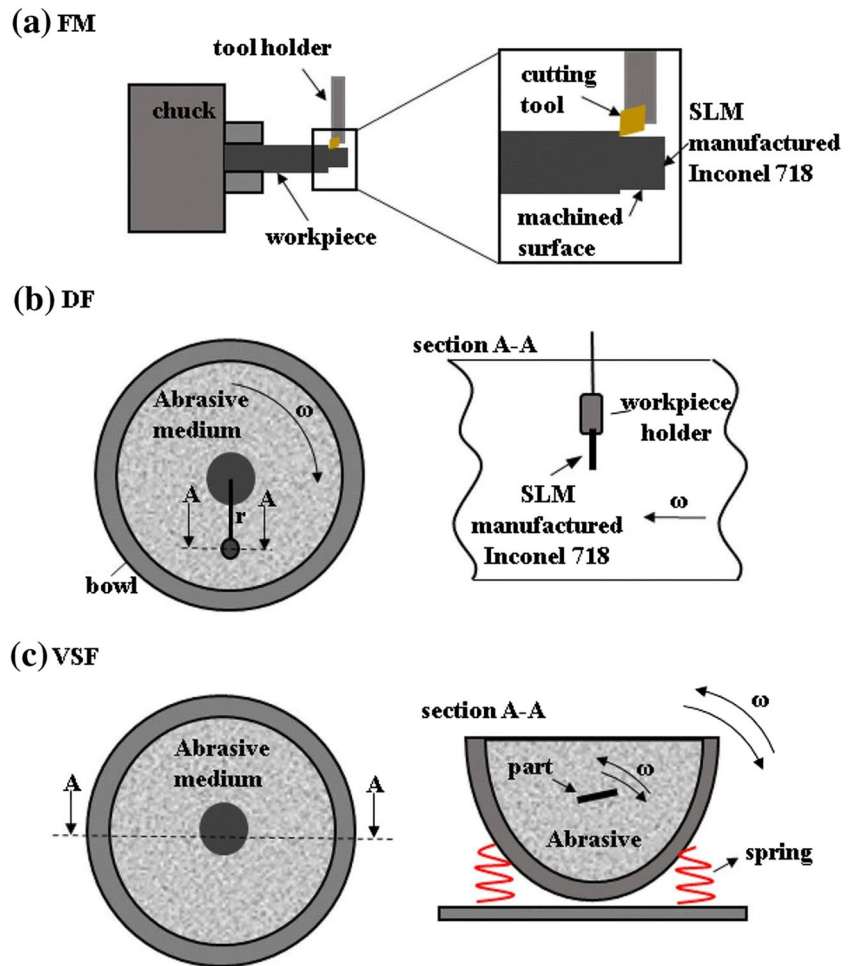 (a) FM
tool holder
chuck
workpiece
cutting
tool
SLM
manufactured
Inconel 718
machined
surface
(b) DF
Abrasive
medium
ω
A
A
r
bowl
section A-A
workpiece
holder
SLM
manufactured
Inconel 718
ω
(c) VSF
Abrasive
medium
A
A
section A-A
ω
part
ω
Abrasive
spring